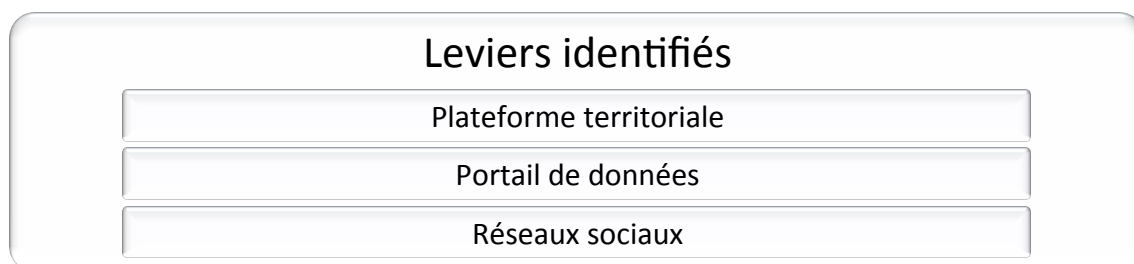 Leviers identifiés
Plateforme territoriale
Portail de données
Réseaux sociaux